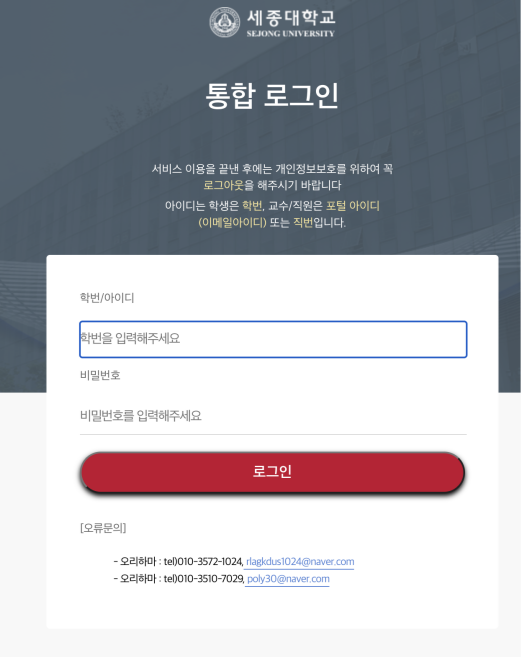 세종대학교
SEJONG UNIVERSITY
통합 로그인
서비스 이용을 끝낸 후에는 개인정보보호를 위하여 꼭
로그아웃을 해주시기 바랍니다
아이디는 학생은 학번, 교수/직원은 포털 아이디
(이메일아이디) 또는 직번입니다.
학번/아이디
학번을 입력해주세요
비밀번호
비밀번호를 입력해주세요
로그인
[오류문의]
- 오리하마 : tel)010-3572-1024, rlagkdus1024@naver.com
- 오리하마 : tel)010-3510-7029, poly30@naver.com